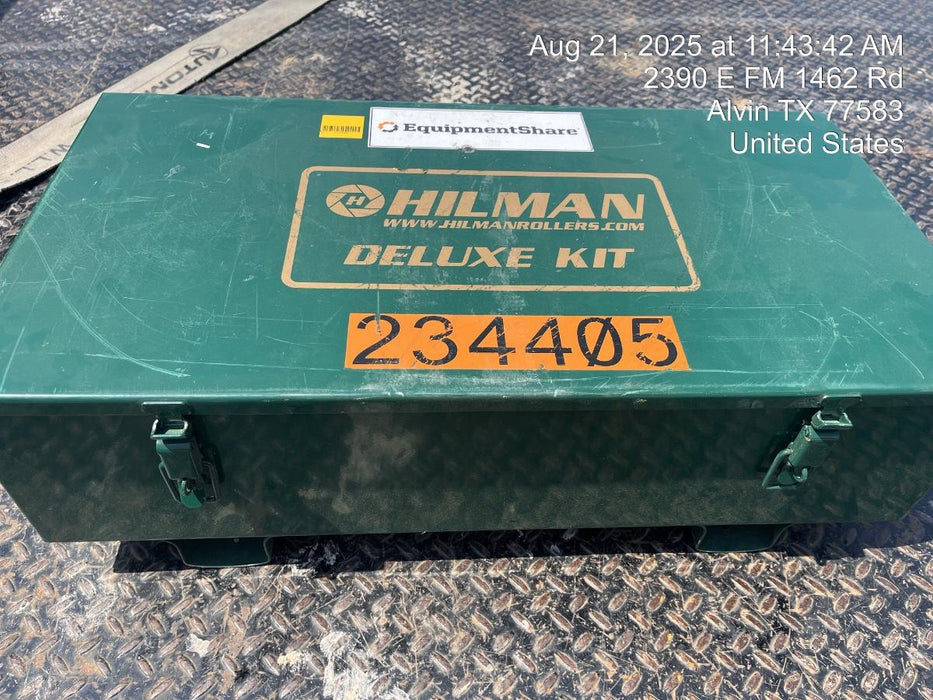 Aug 21, 2025 at 11:43:42 AM
2390 E FM 1462 Rd
Alvin TX 77583
United States
EquipmentShare
H HILMAN
WWW.HILMANROLLERS.COM
DELUXE KIT
2344Ø5